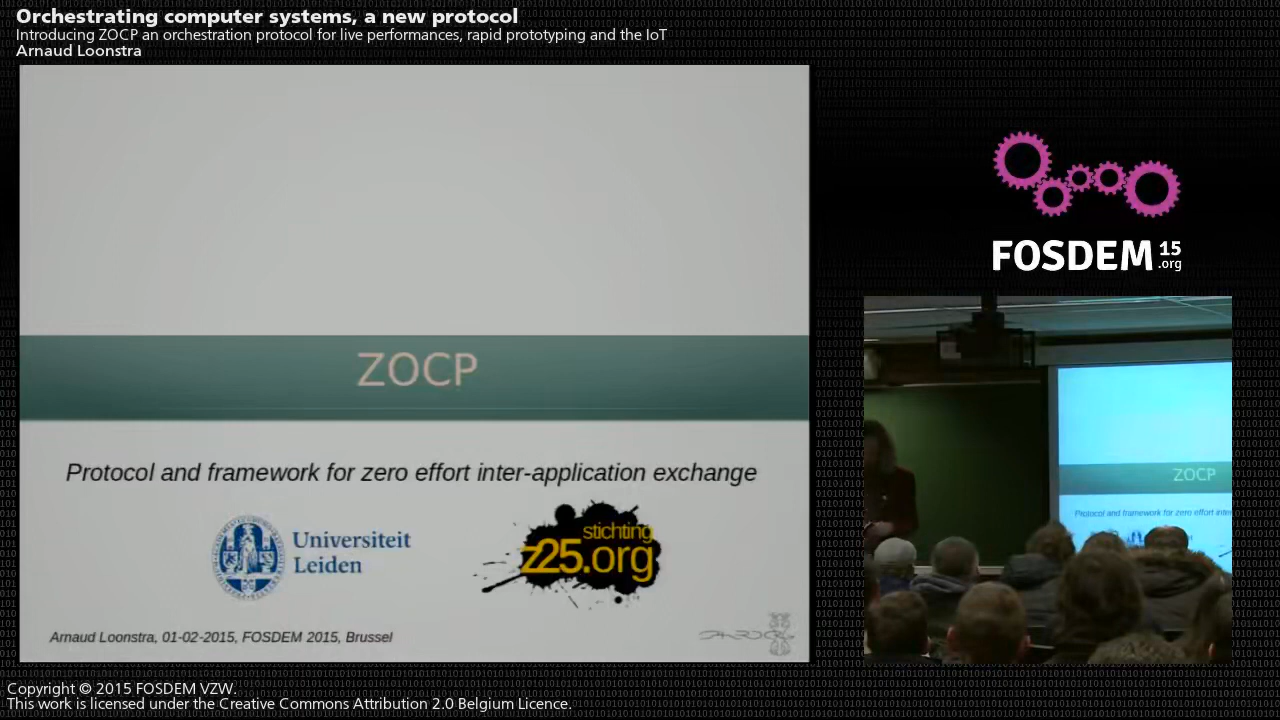 Orchestrating computer systems, a new protocol
Introducing ZOCP an orchestration protocol for live performances, rapid prototyping and the IoT
Arnaud Loonstra
ZOCP
Protocol and framework for zero effort inter-application exchange
Universiteit
Leiden
stichting
z25.org
Arnaud Loonstra, 01-02-2015, FOSDEM 2015, Brussel
FOSDEM 15
.org
ZOCP
Protocol and framework for zero effort inter
Copyright © 2015 FOSDEM VZW.
This work is licensed under the Creative Commons Attribution 2.0 Belgium Licence.